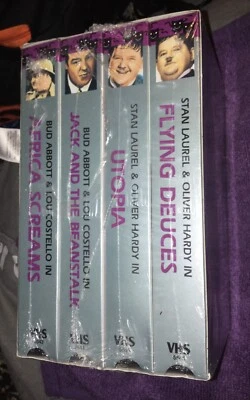 BUD ABBOTT & LOU COSTELLO IN
AFRICA SCREAMS
VHS
BUD ABBOTT & LOU COSTELLO IN
JACK AND THE BEANSTALK
VHS
STAN LAUREL & OLIVER HARDY IN
UTOPIA
VHS
STAN LAUREL & OLIVER HARDY IN
FLYING DEUCES
VHS